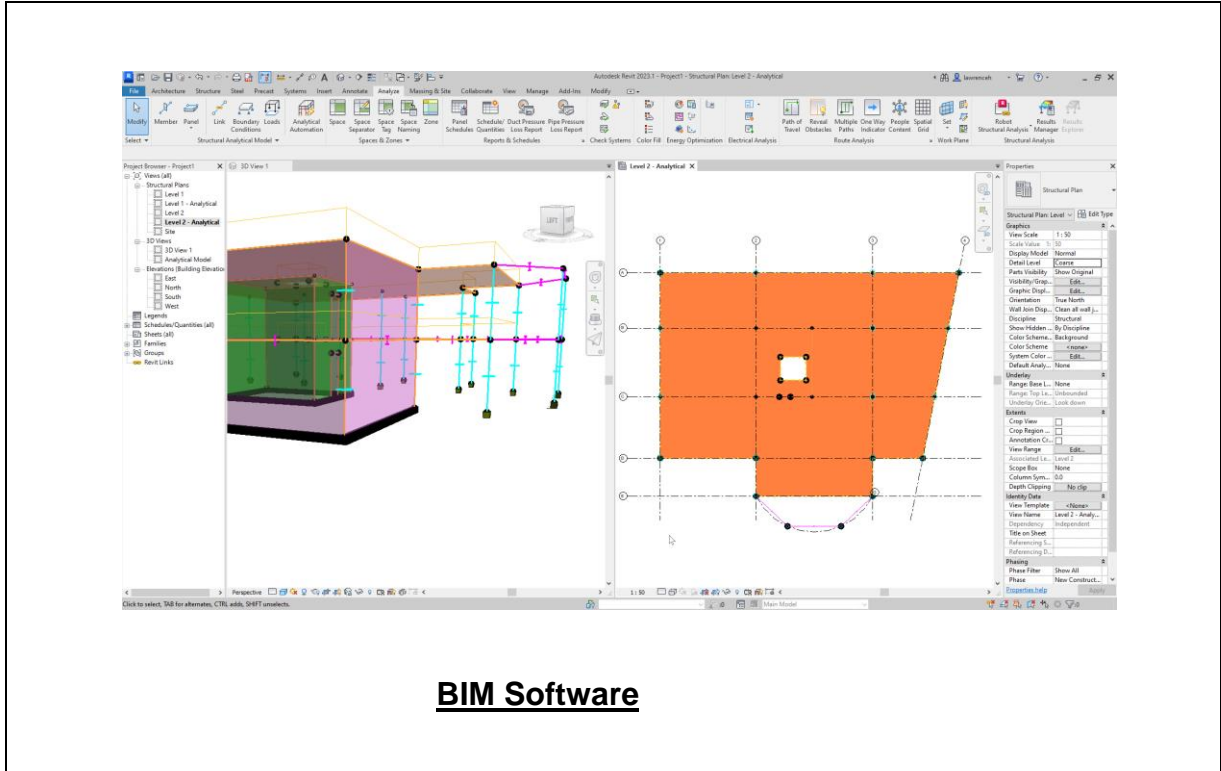 Autodesk Revit 2023.1 - Project1 - Structural Plan: Level 2 - Analytical
lawrenceh
File Architecture Structure Steel Precast Systems Insert Annotate Analyze Massing & Site Collaborate View Manage Add-Ins Modify
Modify Member Panel Link Boundary Conditions Loads Analytical Automation Space Space Separator Space Tag Space Naming Zone Panel Schedules Schedule/ Quantities Duct Pressure Loss Report Pipe Pressure Loss Report Path of Travel Reveal Obstacles Multiple Paths One Way Indicator People Content Spatial Grid Set Robot Structural Analysis Results Manager Results Explorer
Select Structural Analytical Model Spaces & Zones Reports & Schedules Check Systems Color Fill Energy Optimization Electrical Analysis Route Analysis Work Plane Structural Analysis
Project Browser - Project1
Views (all)
Structural Plans
Level 1
Level 1 - Analytical
Level 2
Level 2 - Analytical
Site
3D Views
3D View 1
Analytical Model
Elevations (Building Elevation
East
North
South
West
Legends
Schedules/Quantities (all)
Sheets (all)
Families
Groups
Revit Links
3D View 1
LEFT
Perspective
Level 2 - Analytical
1 : 50
Properties
Structural Plan
Structural Plan: Level Edit Type
Graphics
View Scale 1 : 50
Scale Value 1: 50
Display Model Normal
Detail Level Coarse
Parts Visibility Show Original
Visibility/Grap... Edit...
Graphic Displ... Edit...
Orientation True North
Wall Join Disp... Clean all wall j...
Discipline Structural
Show Hidden ... By Discipline
Color Scheme... Background
Color Scheme <none>
System Color ... Edit...
Default Analy... None
Underlay
Range: Base L... None
Range: Top Le... Unbounded
Underlay Orie... Look down
Extents
Crop View
Crop Region ...
Annotation Cr...
View Range Edit...
Associated Le... Level 2
Scope Box None
Column Sym... 0.0
Depth Clipping No clip
Identity Data
View Template <None>
View Name Level 2 - Analy...
Dependency Independent
Title on Sheet
Referencing S...
Referencing D...
Phasing
Phase Filter Show All
Phase New Construct...
Properties help Apply
Click to select, TAB for alternates, CTRL adds, SHIFT unselects.
Main Model
BIM Software